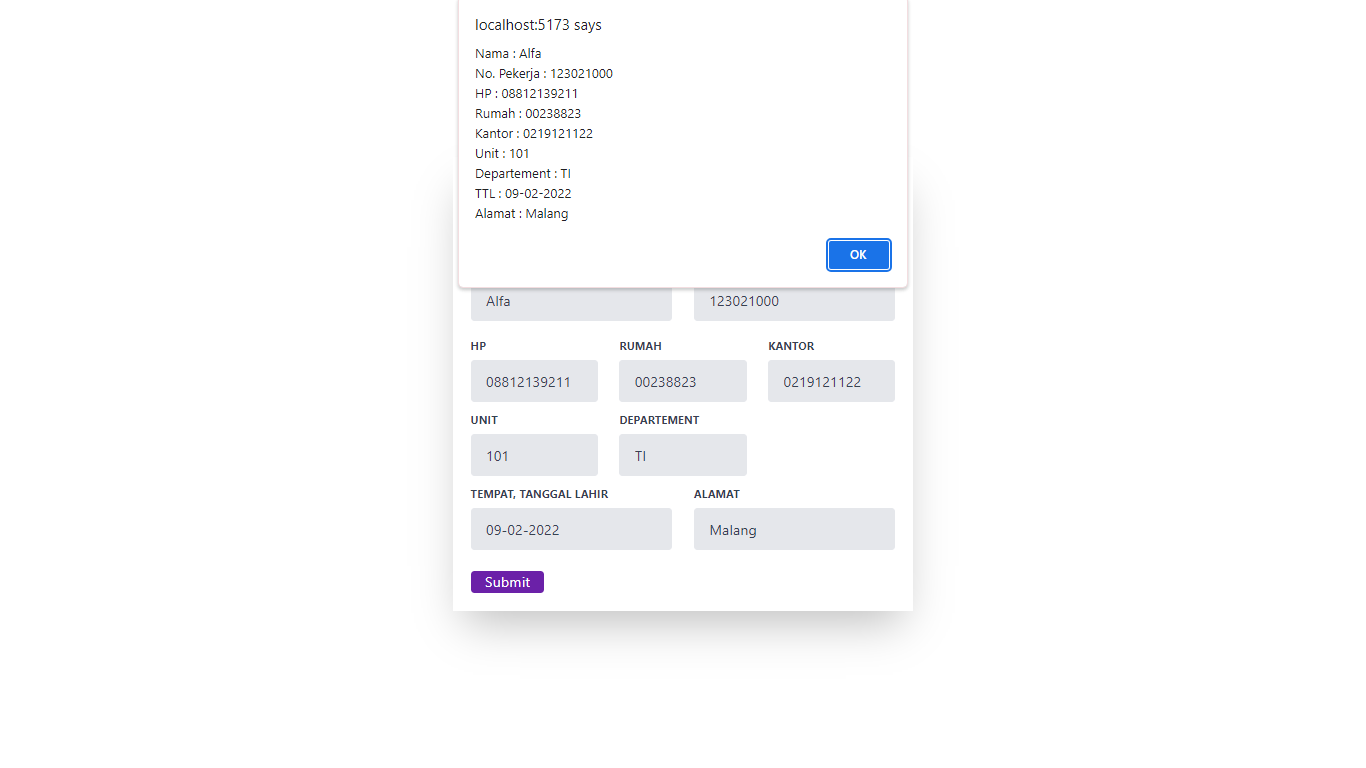 localhost:5173 says
Nama : Alfa
No. Pekerja : 123021000
HP : 08812139211
Rumah : 00238823
Kantor : 0219121122
Unit : 101
Departement : TI
TTL : 09-02-2022
Alamat : Malang
OK
Alfa 123021000
HP RUMAH KANTOR
08812139211 00238823 0219121122
UNIT DEPARTEMENT
101 TI
TEMPAT, TANGGAL LAHIR ALAMAT
09-02-2022 Malang
Submit